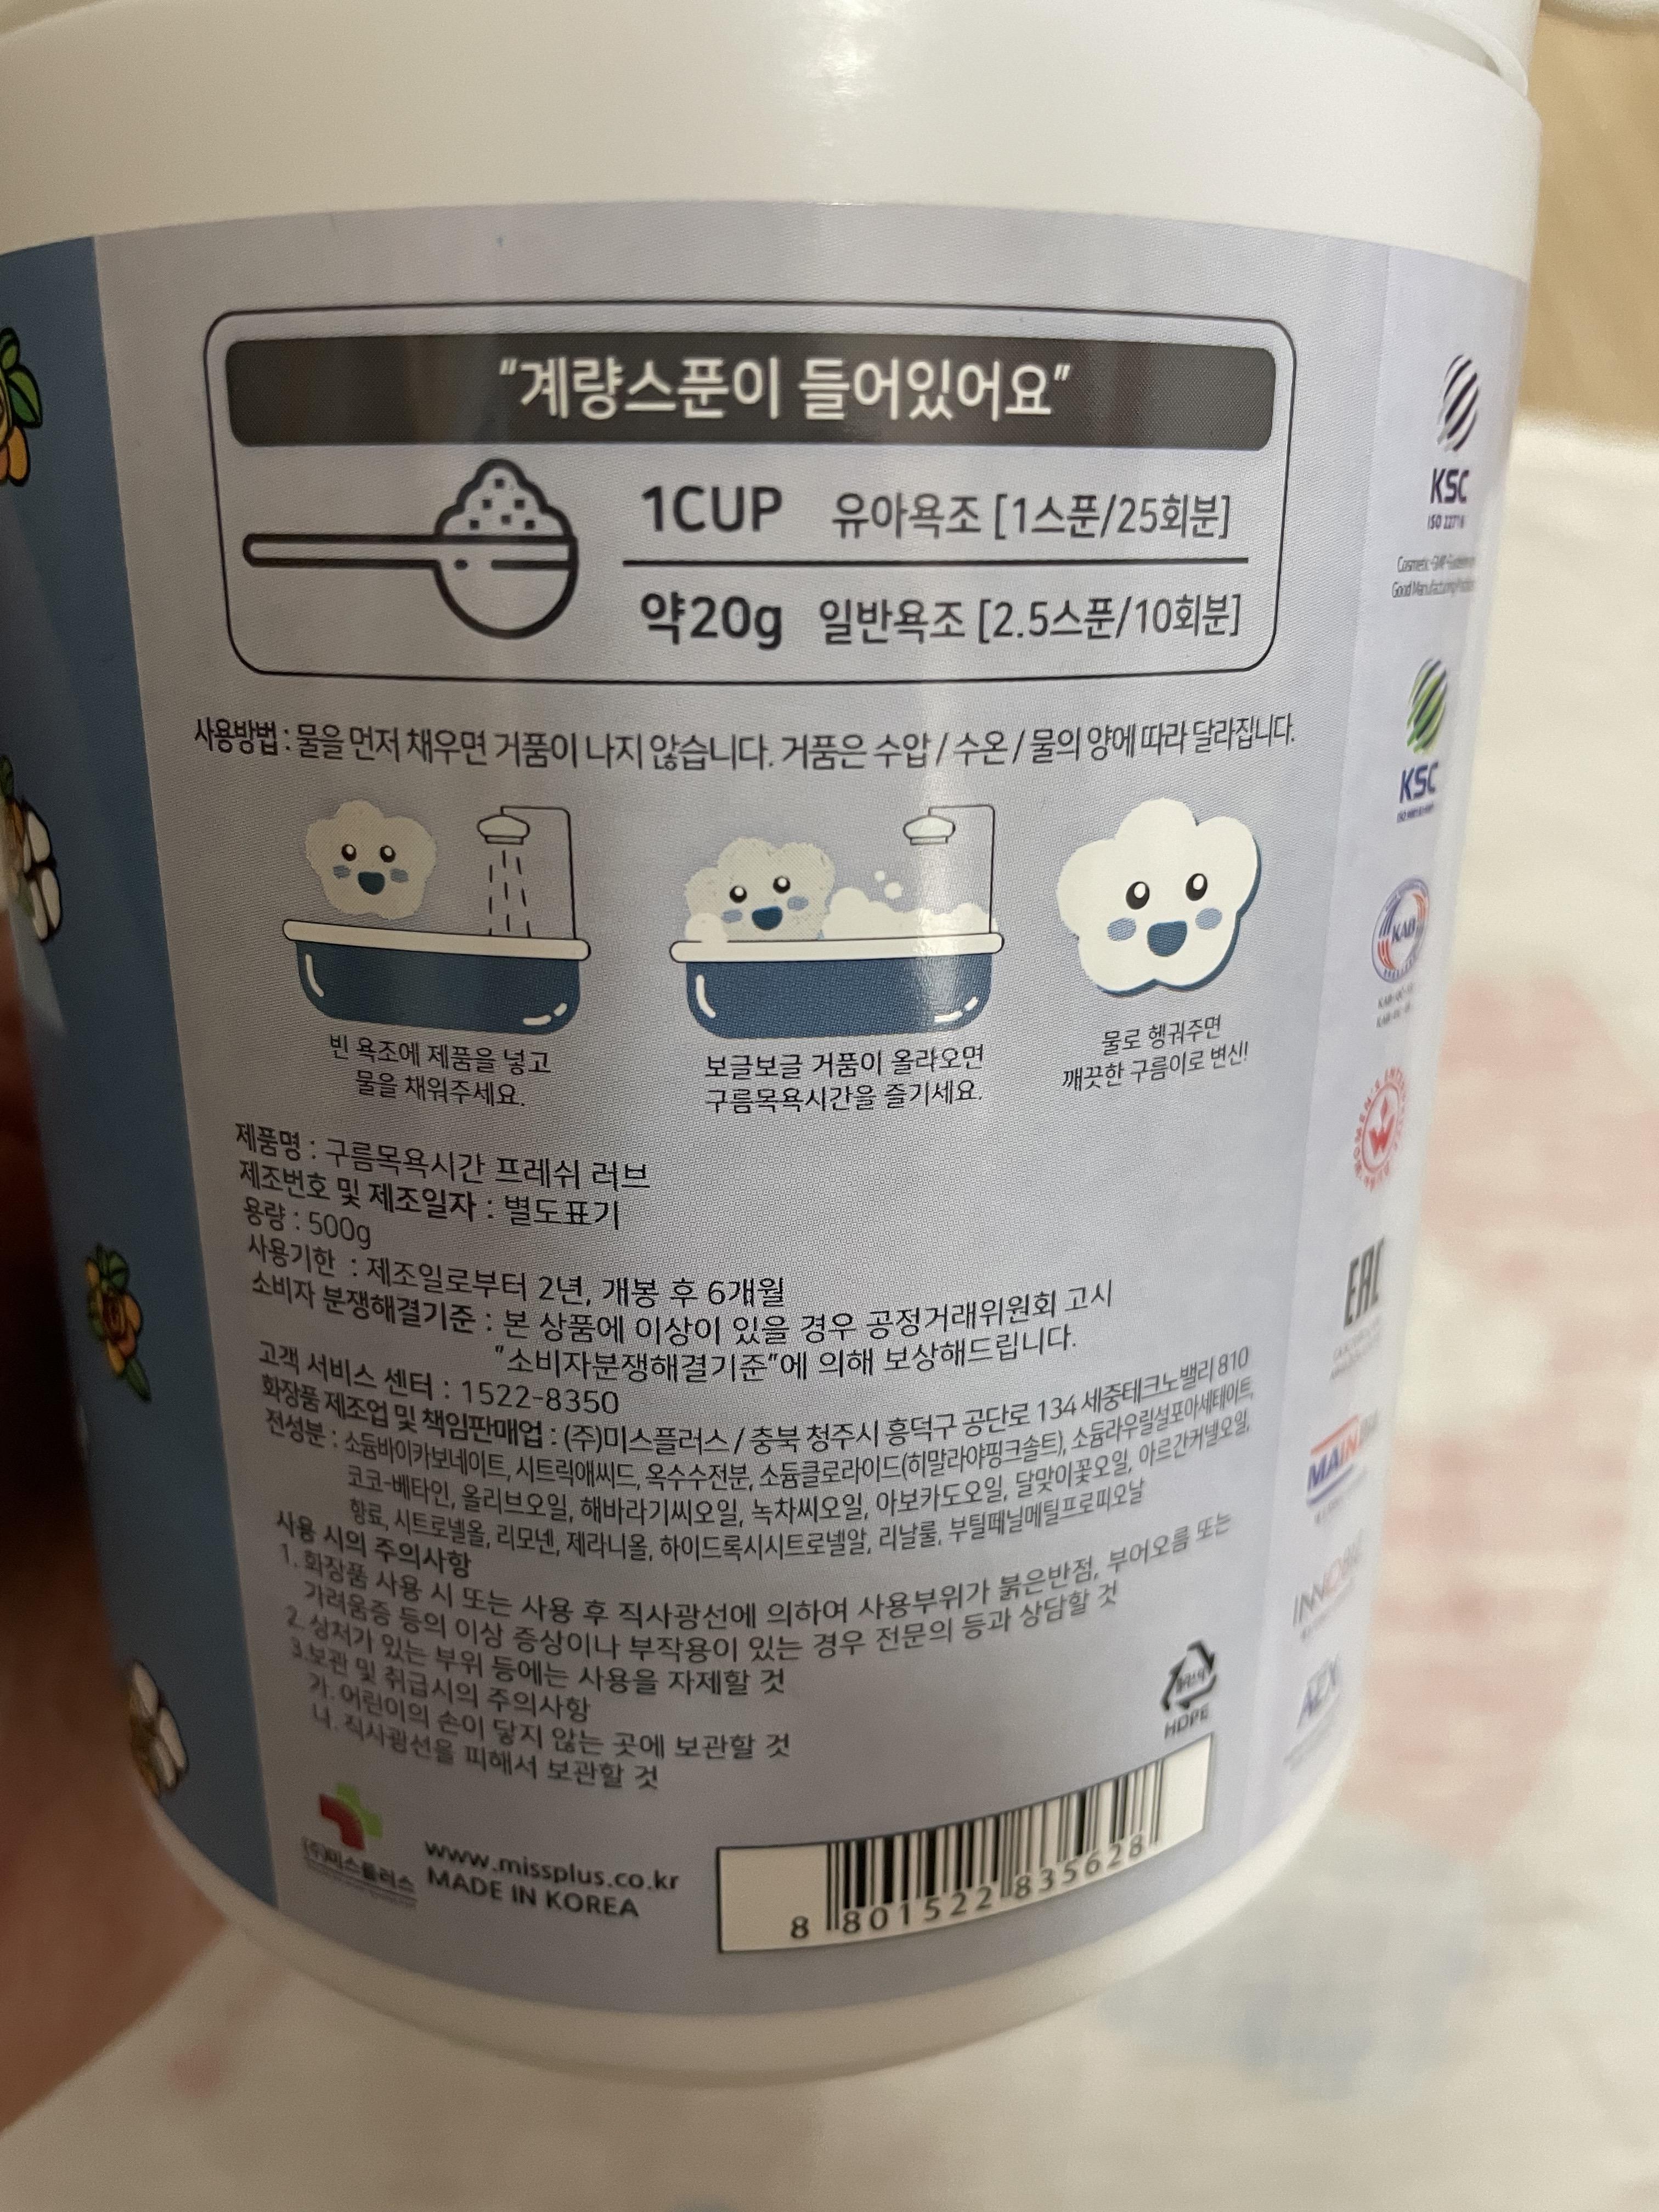 "계량스푼이 들어있어요"
1CUP 유아욕조 [1스푼/25회분]
약20g 일반욕조 [2.5스푼/10회분]
사용방법 : 물을 먼저 채우면 거품이 나지 않습니다. 거품은 수압 / 수온 / 물의 양에 따라 달라집니다.
빈 욕조에 제품을 넣고
물을 채워주세요.
보글보글 거품이 올라오면
구름목욕시간을 즐기세요.
물로 헹궈주면
깨끗한 구름이로 변신!
제품명 : 구름목욕시간 프레쉬 러브
제조번호 및 제조일자 : 별도표기
용량 : 500g
사용기한 : 제조일로부터 2년, 개봉 후 6개월
소비자 분쟁해결기준 : 본 상품에 이상이 있을 경우 공정거래위원회 고시
"소비자분쟁해결기준"에 의해 보상해드립니다.
고객 서비스 센터 : 1522-8350
화장품 제조업 및 책임판매업 : (주)미스플러스 / 충북 청주시 흥덕구 공단로 134 세중테크노밸리 810
전성분 : 소듐바이카보네이트, 시트릭애씨드, 옥수수전분, 소듐클로라이드(히말라야핑크솔트), 소듐라우릴설포아세테이트,
코코-베타인, 올리브오일, 해바라기씨오일, 녹차씨오일, 아보카도오일, 달맞이꽃오일, 아르간커넬오일,
향료, 시트로넬올, 리모넨, 제라니올, 하이드록시시트로넬알, 리날룰, 부틸페닐메틸프로피오날
사용 시의 주의사항
1. 화장품 사용 시 또는 사용 후 직사광선에 의하여 사용부위가 붉은반점, 부어오름 또는
가려움증 등의 이상 증상이나 부작용이 있는 경우 전문의 등과 상담할 것
2. 상처가 있는 부위 등에는 사용을 자제할 것
3.보관 및 취급시의 주의사항
가. 어린이의 손이 닿지 않는 곳에 보관할 것
나. 직사광선을 피해서 보관할 것
HDPE
(주)미스플러스
www.missplus.co.kr
MADE IN KOREA
8 801522 835628
KSC
ISO 22716
KSC
KAB
EAC
MAIN